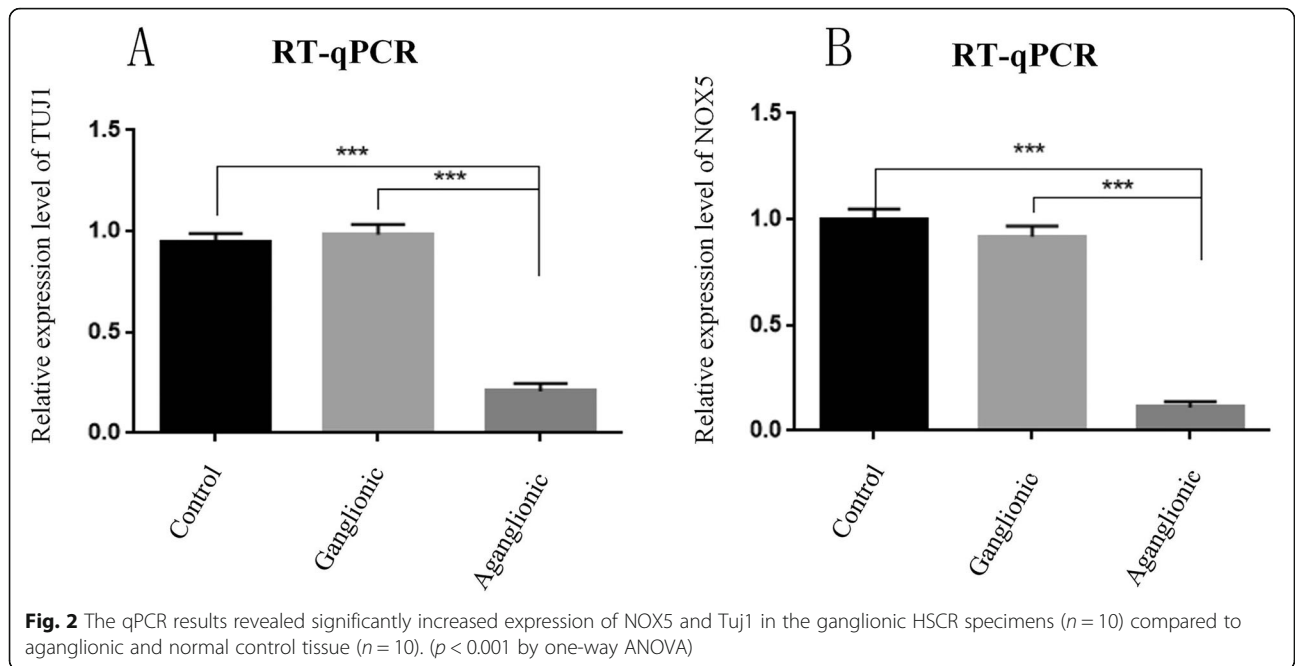 A
RT-qPCR
Relative expression level of TUJ1
1.5
1.0
0.5
0.0
***
***
Control
Ganglionic
Aganglionic
B
RT-qPCR
Relative expression level of NOX5
1.5
1.0
0.5
0.0
***
***
Control
Ganglionic
Aganglionic
Fig. 2 The qPCR results revealed significantly increased expression of NOX5 and Tuj1 in the ganglionic HSCR specimens (n = 10) compared to
aganglionic and normal control tissue (n = 10). (p < 0.001 by one-way ANOVA)